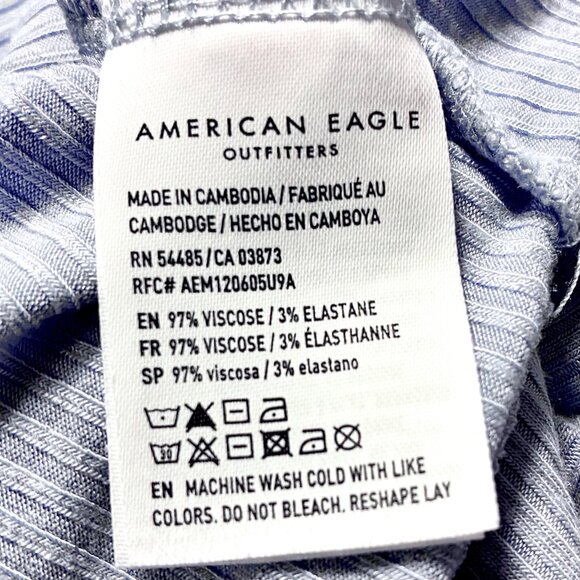 AMERICAN EAGLE
OUTFITTERS
MADE IN CAMBODIA / FABRIQUÉ AU
CAMBODGE / HECHO EN CAMBOYA
RN 54485 / CA 03873
RFC# AEM120605U9A
EN 97% VISCOSE / 3% ELASTANE
FR 97% VISCOSE / 3% ÉLASTHANNE
SP 97% viscosa / 3% elastano
30
EN MACHINE WASH COLD WITH LIKE
COLORS. DO NOT BLEACH. RESHAPE LAY